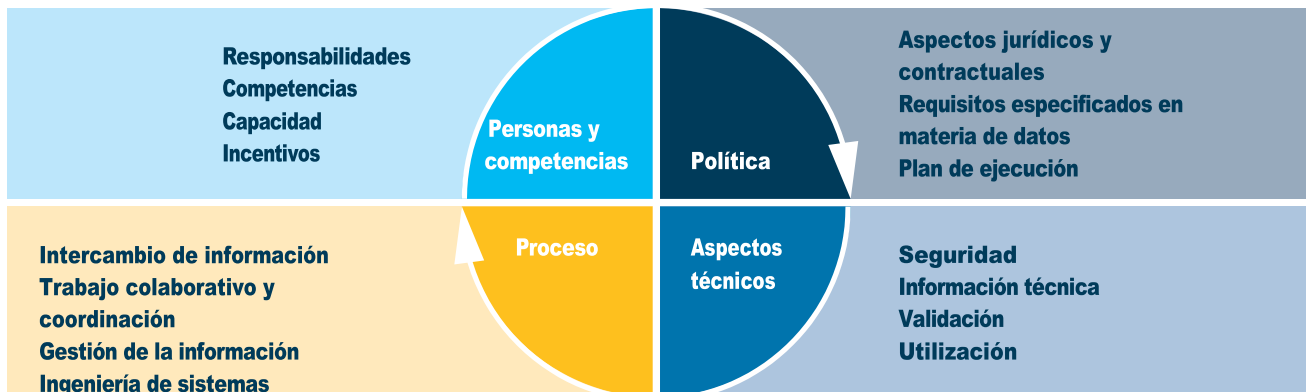 Responsabilidades
Competencias
Capacidad
Incentivos
Personas y
competencias
Política
Aspectos jurídicos y
contractuales
Requisitos especificados en
materia de datos
Plan de ejecución
Intercambio de información
Trabajo colaborativo y
coordinación
Gestión de la información
Ingeniería de sistemas
Proceso
Aspectos
técnicos
Seguridad
Información técnica
Validación
Utilización